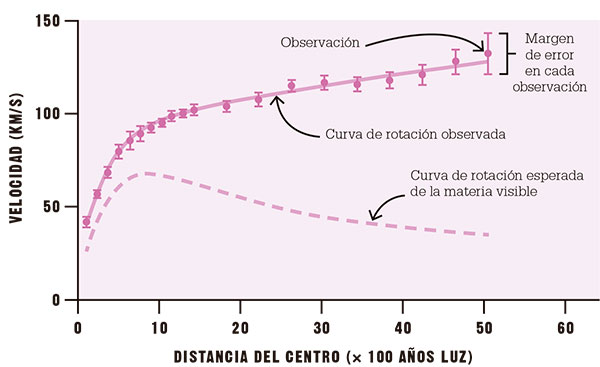 150
100
50
0
VELOCIDAD (KM/S)
Observación
Margen
de error
en cada
observación
Curva de rotación observada
Curva de rotación esperada
de la materia visible
0
10
20
30
40
50
60
DISTANCIA DEL CENTRO (× 100 AÑOS LUZ)